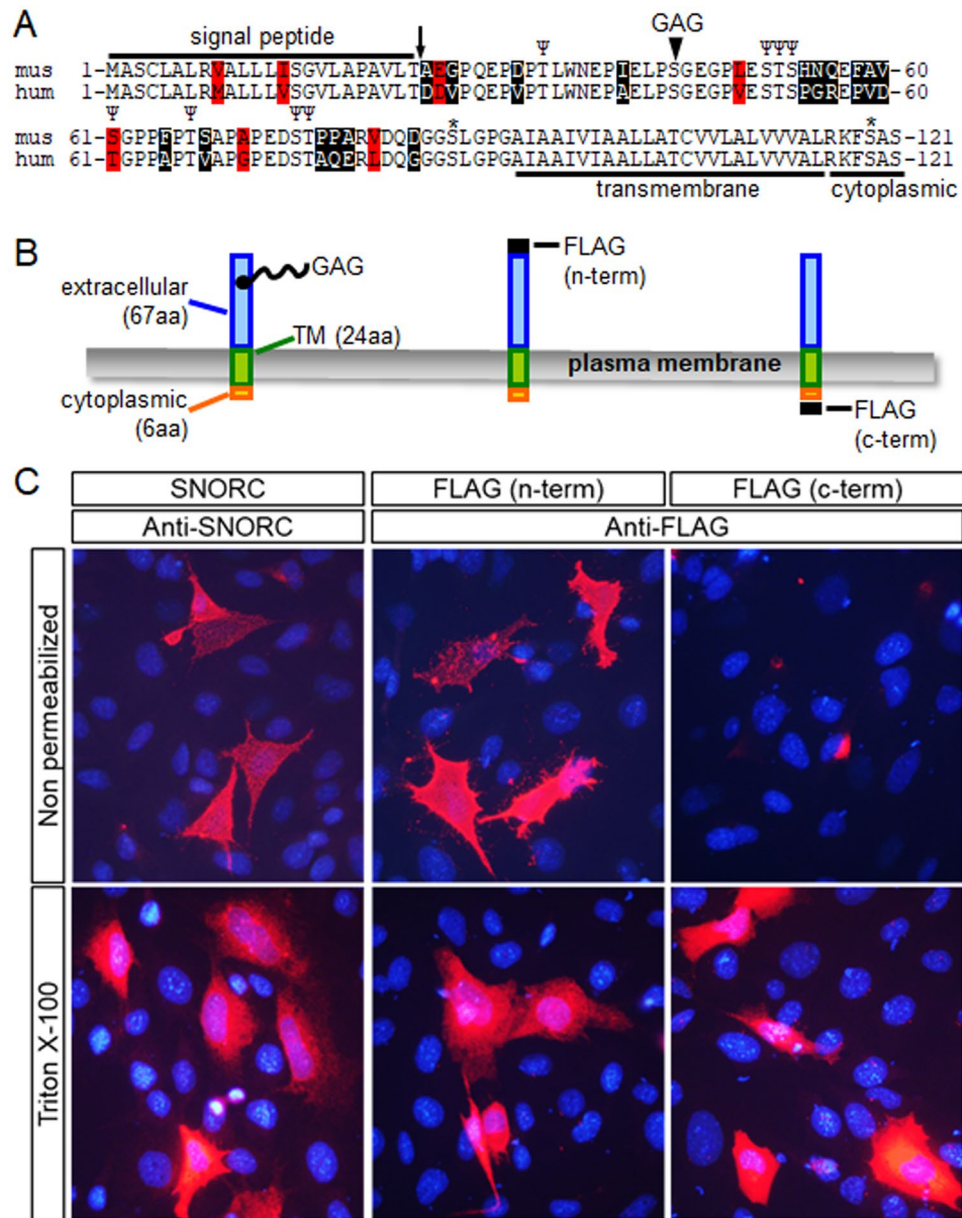 A
signal peptide
GAG
Ψ ΨΨΨ
mus 1-MASCLALRVALLLISGVLAPAVLTAEGPQEPDPTLWNEPIELPSGEGPLESTSHNQEFAV-60
hum 1-MASCLALRMALLLVSGVLAPAVLTDDVPQEPVPTLWNEPAELPSGEGPVESTSPGREPVD-60
Ψ Ψ ΨΨ * *
mus 61-SGPPFPTSAPAPEDSTPPARVDQDGGSLGPGAIAAIVIAALLATCVVLALVVVALRKFSAS-121
hum 61-TGPPAPTVAPGPEDSTAQERLDQGGGSLGPGAIAAIVIAALLATCVVLALVVVALRKFSAS-121
transmembrane cytoplasmic
B
GAG
extracellular
(67aa)
TM (24aa)
cytoplasmic
(6aa)
FLAG
(n-term)
plasma membrane
FLAG
(c-term)
C
SNORC FLAG (n-term) FLAG (c-term)
Anti-SNORC Anti-FLAG
Non permeabilized
Triton X-100